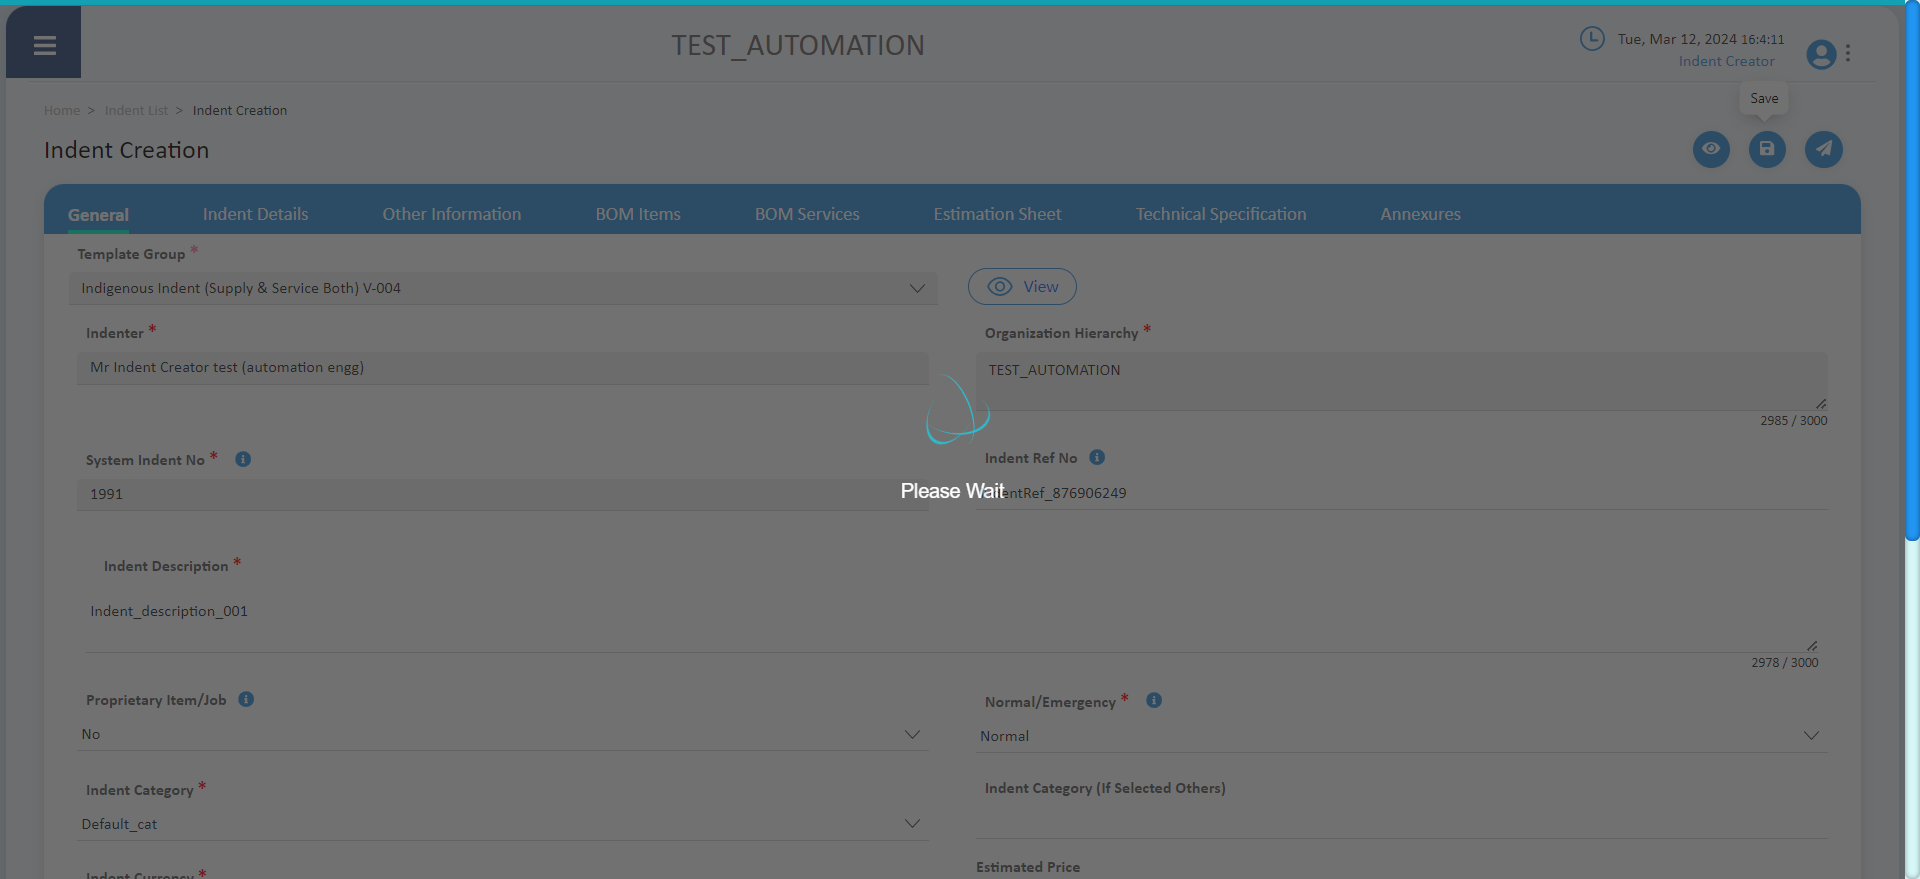 TEST_AUTOMATION
Tue, Mar 12, 2024 16:4:11
Indent Creator
Home > Indent List > Indent Creation
Save
Indent Creation
General Indent Details Other Information BOM Items BOM Services Estimation Sheet Technical Specification Annexures
Template Group *
Indigenous Indent (Supply & Service Both) V-004
View
Indenter * Organization Hierarchy *
Mr Indent Creator test (automation engg) TEST_AUTOMATION
2985 / 3000
System Indent No * Indent Ref No
1991 entRef_876906249
Please Wait
Indent Description *
Indent_description_001
2978 / 3000
Proprietary Item/Job Normal/Emergency *
No Normal
Indent Category * Indent Category (If Selected Others)
Default_cat
Estimated Price
Indent Currency *